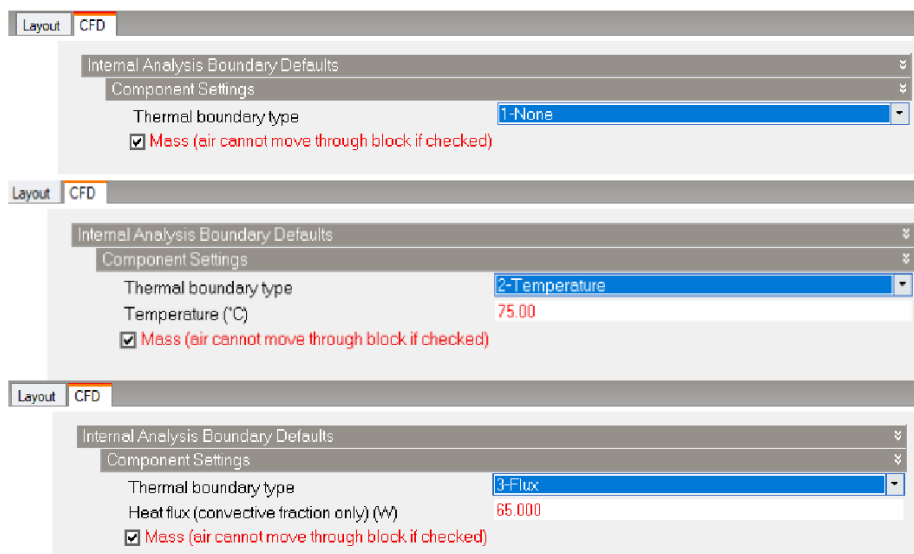 Layout CFD
Internal Analysis Boundary Defaults
Component Settings
Thermal boundary type 1-None
Mass (air cannot move through block if checked)
Layout CFD
Internal Analysis Boundary Defaults
Component Settings
Thermal boundary type 2-Temperature
Temperature (°C) 75.00
Mass (air cannot move through block if checked)
Layout CFD
Internal Analysis Boundary Defaults
Component Settings
Thermal boundary type 3-Flux
Heat flux (convective fraction only) (W) 65.000
Mass (air cannot move through block if checked)